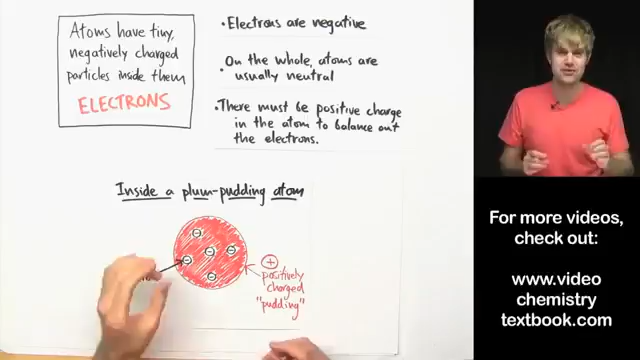 Atoms have tiny,
negatively charged
particles inside them
ELECTRONS
• Electrons are negative
• On the whole, atoms are
usually neutral
• There must be positive charge
in the atom to balance out
the electrons.
Inside a plum-pudding atom
⊕
positively
charged
"pudding"
For more videos,
check out:
www.video
chemistry
textbook.com